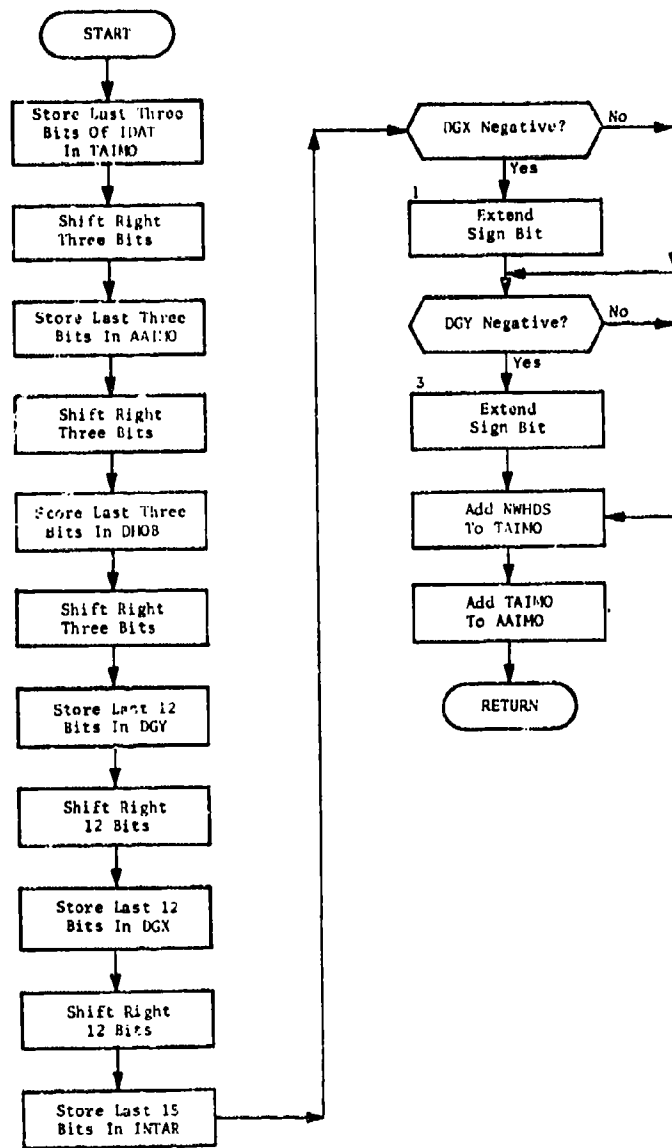 START
Store Last Three
Bits Of IDAT
In TAIMO
Shift Right
Three Bits
Store Last Three
Bits In AAIMO
Shift Right
Three Bits
Store Last Three
Bits In DHOB
Shift Right
Three Bits
Store Last 12
Bits In DGY
Shift Right
12 Bits
Store Last 12
Bits In DGX
Shift Right
12 Bits
Store Last 15
Bits In INTAR
DGX Negative?
No
Yes
1
Extend
Sign Bit
DGY Negative?
No
Yes
3
Extend
Sign Bit
Add NWHDS
To TAIMO
Add TAIMO
To AAIMO
RETURN